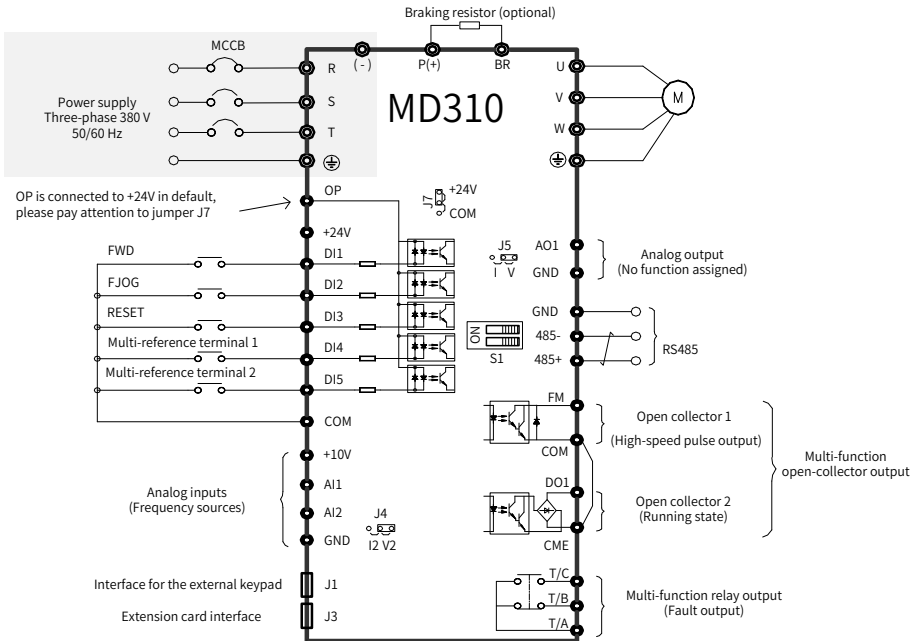 Braking resistor (optional)
MCCB
R
( - )
P(+)
BR
U
S
V
T
W
M
MD310
Power supply
Three-phase 380 V
50/60 Hz
OP is connected to +24V in default,
please pay attention to jumper J7
OP
J7
+24V
COM
+24V
FWD
DI1
FJOG
DI2
RESET
DI3
Multi-reference terminal 1
DI4
Multi-reference terminal 2
DI5
COM
J5
I V
ON
S1
AO1
GND
Analog output
(No function assigned)
GND
485-
485+
RS485
FM
COM
Open collector 1
(High-speed pulse output)
DO1
CME
Open collector 2
(Running state)
Multi-function
open-collector output
+10V
AI1
AI2
GND
Analog inputs
(Frequency sources)
J4
I2 V2
Interface for the external keypad
J1
Extension card interface
J3
T/C
T/B
T/A
Multi-function relay output
(Fault output)